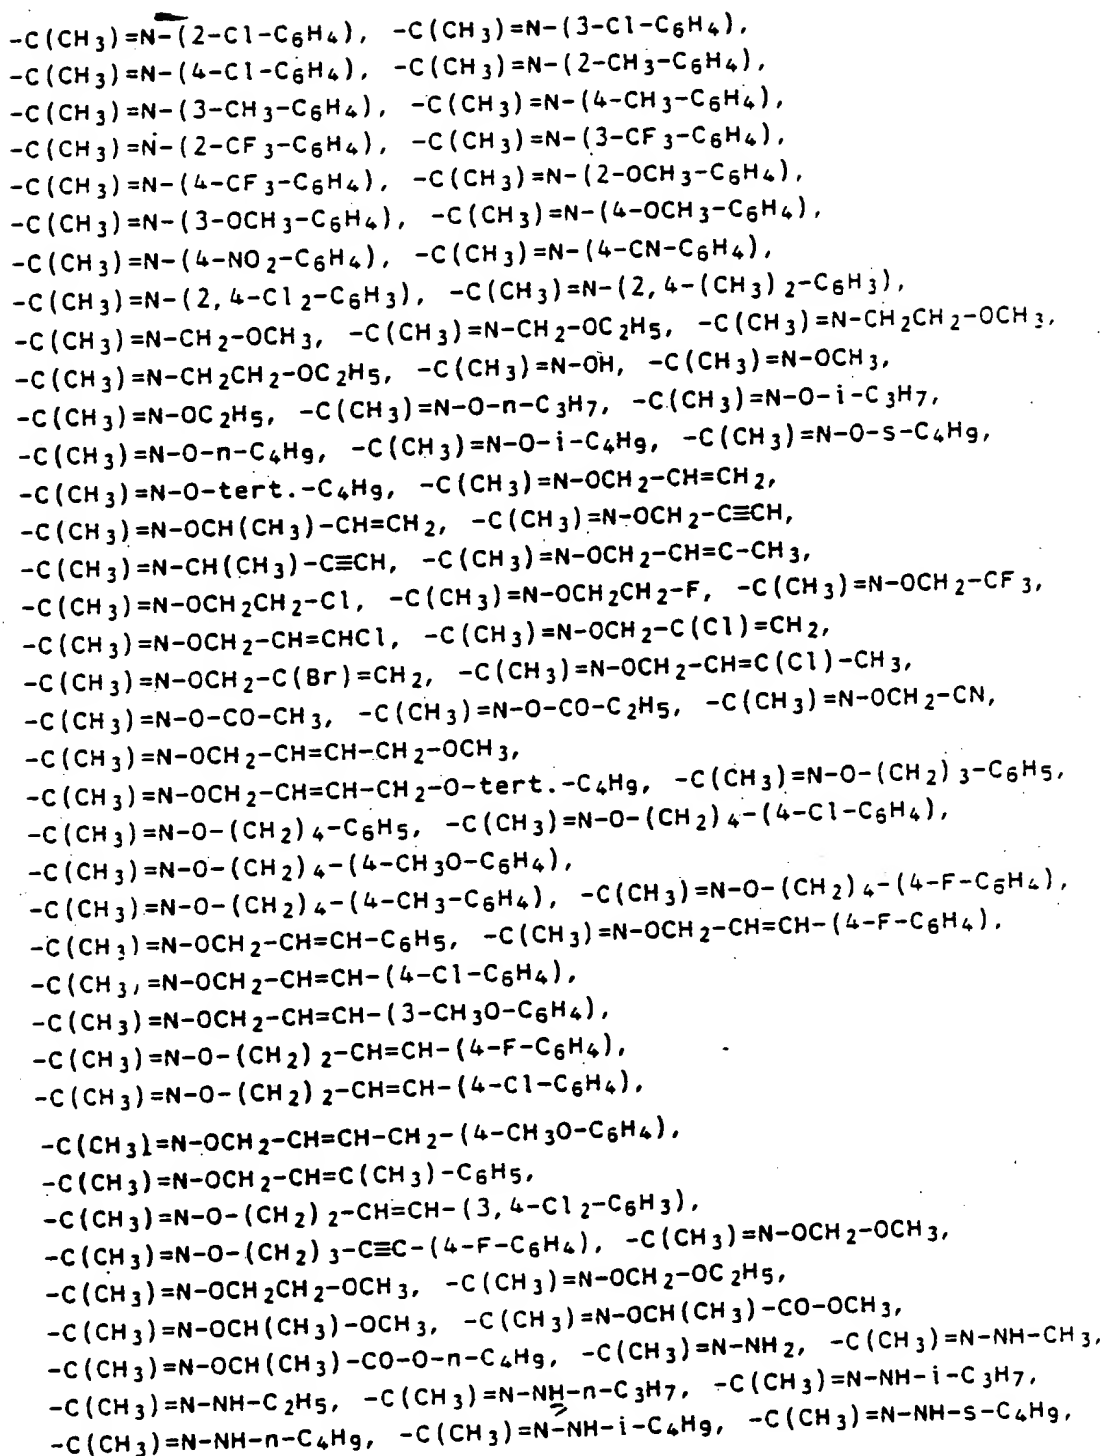 -C(CH3)=N-(2-Cl-C6H4), -C(CH3)=N-(3-Cl-C6H4),
-C(CH3)=N-(4-Cl-C6H4), -C(CH3)=N-(2-CH3-C6H4),
-C(CH3)=N-(3-CH3-C6H4), -C(CH3)=N-(4-CH3-C6H4),
-C(CH3)=N-(2-CF3-C6H4), -C(CH3)=N-(3-CF3-C6H4),
-C(CH3)=N-(4-CF3-C6H4), -C(CH3)=N-(2-OCH3-C6H4),
-C(CH3)=N-(3-OCH3-C6H4), -C(CH3)=N-(4-OCH3-C6H4),
-C(CH3)=N-(4-NO2-C6H4), -C(CH3)=N-(4-CN-C6H4),
-C(CH3)=N-(2,4-Cl2-C6H3), -C(CH3)=N-(2,4-(CH3)2-C6H3),
-C(CH3)=N-CH2-OCH3, -C(CH3)=N-CH2-OC2H5, -C(CH3)=N-CH2CH2-OCH3,
-C(CH3)=N-CH2CH2-OC2H5, -C(CH3)=N-OH, -C(CH3)=N-OCH3,
-C(CH3)=N-OC2H5, -C(CH3)=N-O-n-C3H7, -C(CH3)=N-O-i-C3H7,
-C(CH3)=N-O-n-C4H9, -C(CH3)=N-O-i-C4H9, -C(CH3)=N-O-s-C4H9,
-C(CH3)=N-O-tert.-C4H9, -C(CH3)=N-OCH2-CH=CH2,
-C(CH3)=N-OCH(CH3)-CH=CH2, -C(CH3)=N-OCH2-C≡CH,
-C(CH3)=N-CH(CH3)-C≡CH, -C(CH3)=N-OCH2-CH=C-CH3,
-C(CH3)=N-OCH2CH2-Cl, -C(CH3)=N-OCH2CH2-F, -C(CH3)=N-OCH2-CF3,
-C(CH3)=N-OCH2-CH=CHCl, -C(CH3)=N-OCH2-C(Cl)=CH2,
-C(CH3)=N-OCH2-C(Br)=CH2, -C(CH3)=N-OCH2-CH=C(Cl)-CH3,
-C(CH3)=N-O-CO-CH3, -C(CH3)=N-O-CO-C2H5, -C(CH3)=N-OCH2-CN,
-C(CH3)=N-OCH2-CH=CH-CH2-OCH3,
-C(CH3)=N-OCH2-CH=CH-CH2-O-tert.-C4H9, -C(CH3)=N-O-(CH2)3-C6H5,
-C(CH3)=N-O-(CH2)4-C6H5, -C(CH3)=N-O-(CH2)4-(4-Cl-C6H4),
-C(CH3)=N-O-(CH2)4-(4-CH3O-C6H4),
-C(CH3)=N-O-(CH2)4-(4-CH3-C6H4), -C(CH3)=N-O-(CH2)4-(4-F-C6H4),
-C(CH3)=N-OCH2-CH=CH-C6H5, -C(CH3)=N-OCH2-CH=CH-(4-F-C6H4),
-C(CH3)=N-OCH2-CH=CH-(4-Cl-C6H4),
-C(CH3)=N-OCH2-CH=CH-(3-CH3O-C6H4),
-C(CH3)=N-O-(CH2)2-CH=CH-(4-F-C6H4),
-C(CH3)=N-O-(CH2)2-CH=CH-(4-Cl-C6H4),
-C(CH3)=N-OCH2-CH=CH-CH2-(4-CH3O-C6H4),
-C(CH3)=N-OCH2-CH=C(CH3)-C6H5,
-C(CH3)=N-O-(CH2)2-CH=CH-(3,4-Cl2-C6H3),
-C(CH3)=N-O-(CH2)3-C≡C-(4-F-C6H4), -C(CH3)=N-OCH2-OCH3,
-C(CH3)=N-OCH2CH2-OCH3, -C(CH3)=N-OCH2-OC2H5,
-C(CH3)=N-OCH(CH3)-OCH3, -C(CH3)=N-OCH(CH3)-CO-OCH3,
-C(CH3)=N-OCH(CH3)-CO-O-n-C4H9, -C(CH3)=N-NH2, -C(CH3)=N-NH-CH3,
-C(CH3)=N-NH-C2H5, -C(CH3)=N-NH-n-C3H7, -C(CH3)=N-NH-i-C3H7,
-C(CH3)=N-NH-n-C4H9, -C(CH3)=N-NH-i-C4H9, -C(CH3)=N-NH-s-C4H9,